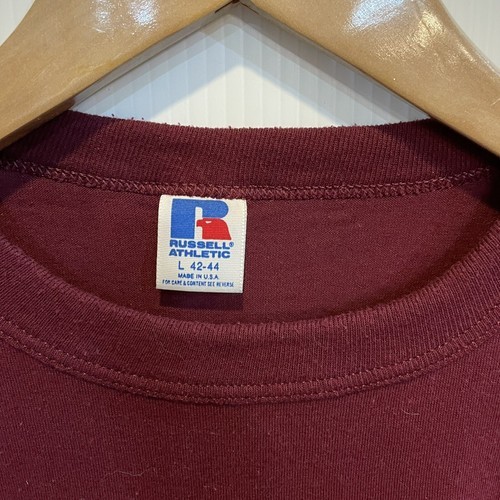 R
RUSSELL®
ATHLETIC
L 42-44
MADE IN U.S.A.
FOR CARE & CONTENT SEE REVERSE